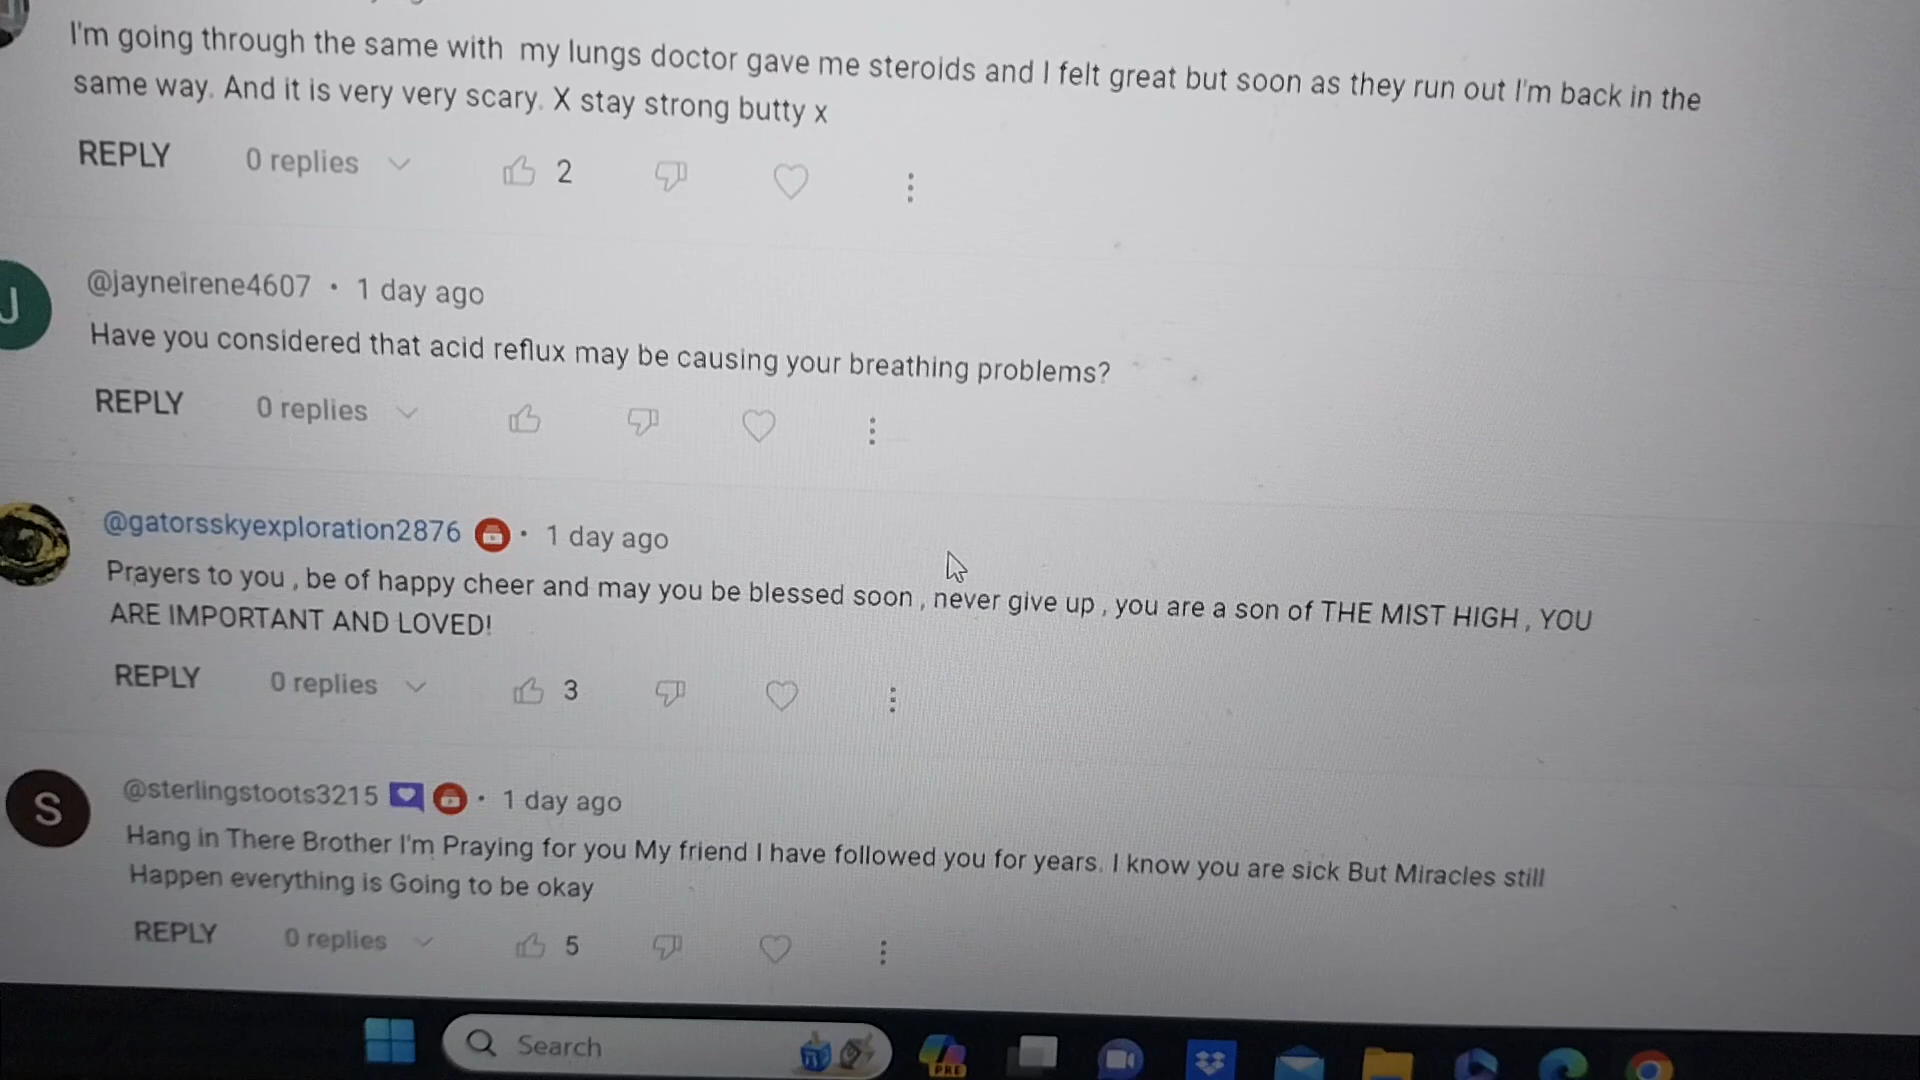 I'm going through the same with my lungs doctor gave me steroids and I felt great but soon as they run out I'm back in the
same way. And it is very very scary. X stay strong butty x
REPLY 0 replies 2
J
@jayneirene4607 • 1 day ago
Have you considered that acid reflux may be causing your breathing problems?
REPLY 0 replies
@gatorsskyexploration2876 • 1 day ago
Prayers to you , be of happy cheer and may you be blessed soon , never give up , you are a son of THE MIST HIGH , YOU
ARE IMPORTANT AND LOVED!
REPLY 0 replies 3
S
@sterlingstoots3215 • 1 day ago
Hang in There Brother I'm Praying for you My friend I have followed you for years. I know you are sick But Miracles still
Happen everything is Going to be okay
REPLY 0 replies 5
Search
PRE